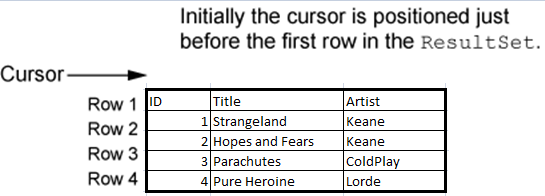 Initially the cursor is positioned just
before the first row in the ResultSet.
Cursor
Row 1 ID Title Artist
Row 2 1 Strangeland Keane
2 Hopes and Fears Keane
Row 3 3 Parachutes ColdPlay
Row 4 4 Pure Heroine Lorde